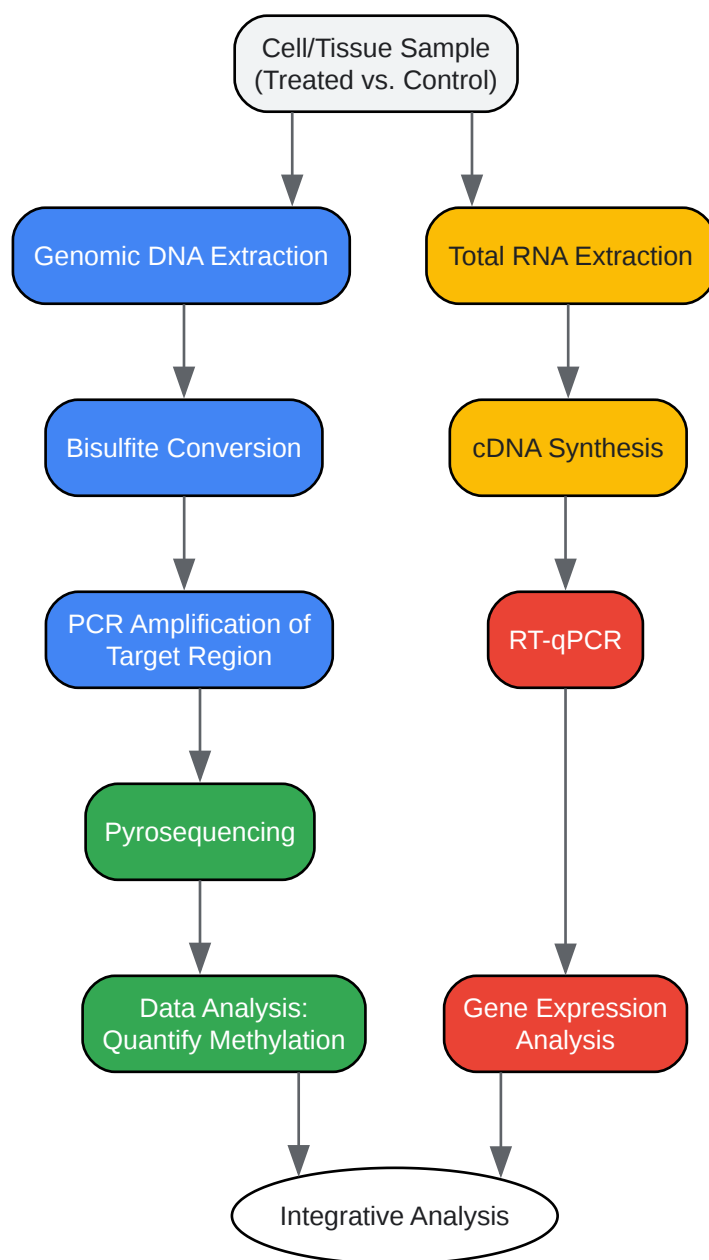 Cell/Tissue Sample
(Treated vs. Control)
Genomic DNA Extraction
Total RNA Extraction
Bisulfite Conversion
cDNA Synthesis
PCR Amplification of
Target Region
RT-qPCR
Pyrosequencing
Data Analysis:
Quantify Methylation
Gene Expression
Analysis
Integrative Analysis